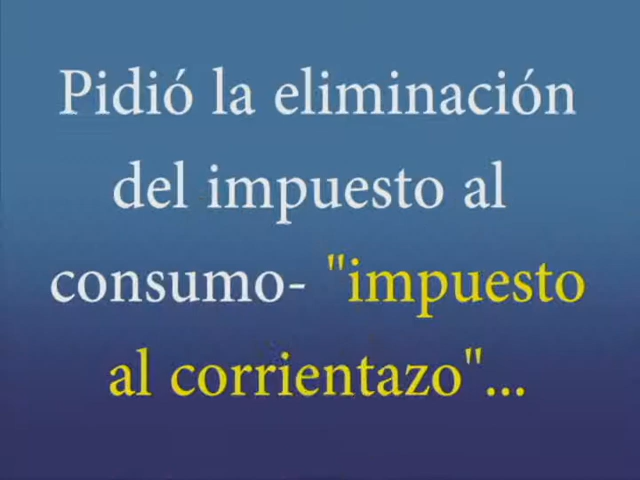 Pidió la eliminación
del impuesto al
consumo- "impuesto
al corrientazo"...